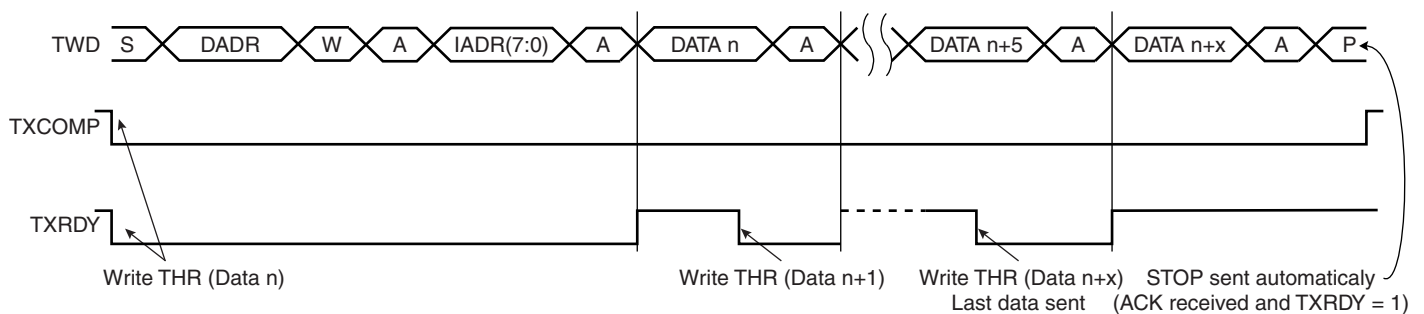 TWD S DADR W A IADR(7:0) A DATA n A DATA n+5 A DATA n+x A P
TXCOMP
TXRDY
Write THR (Data n) Write THR (Data n+1) Write THR (Data n+x) STOP sent automaticaly
Last data sent (ACK received and TXRDY = 1)